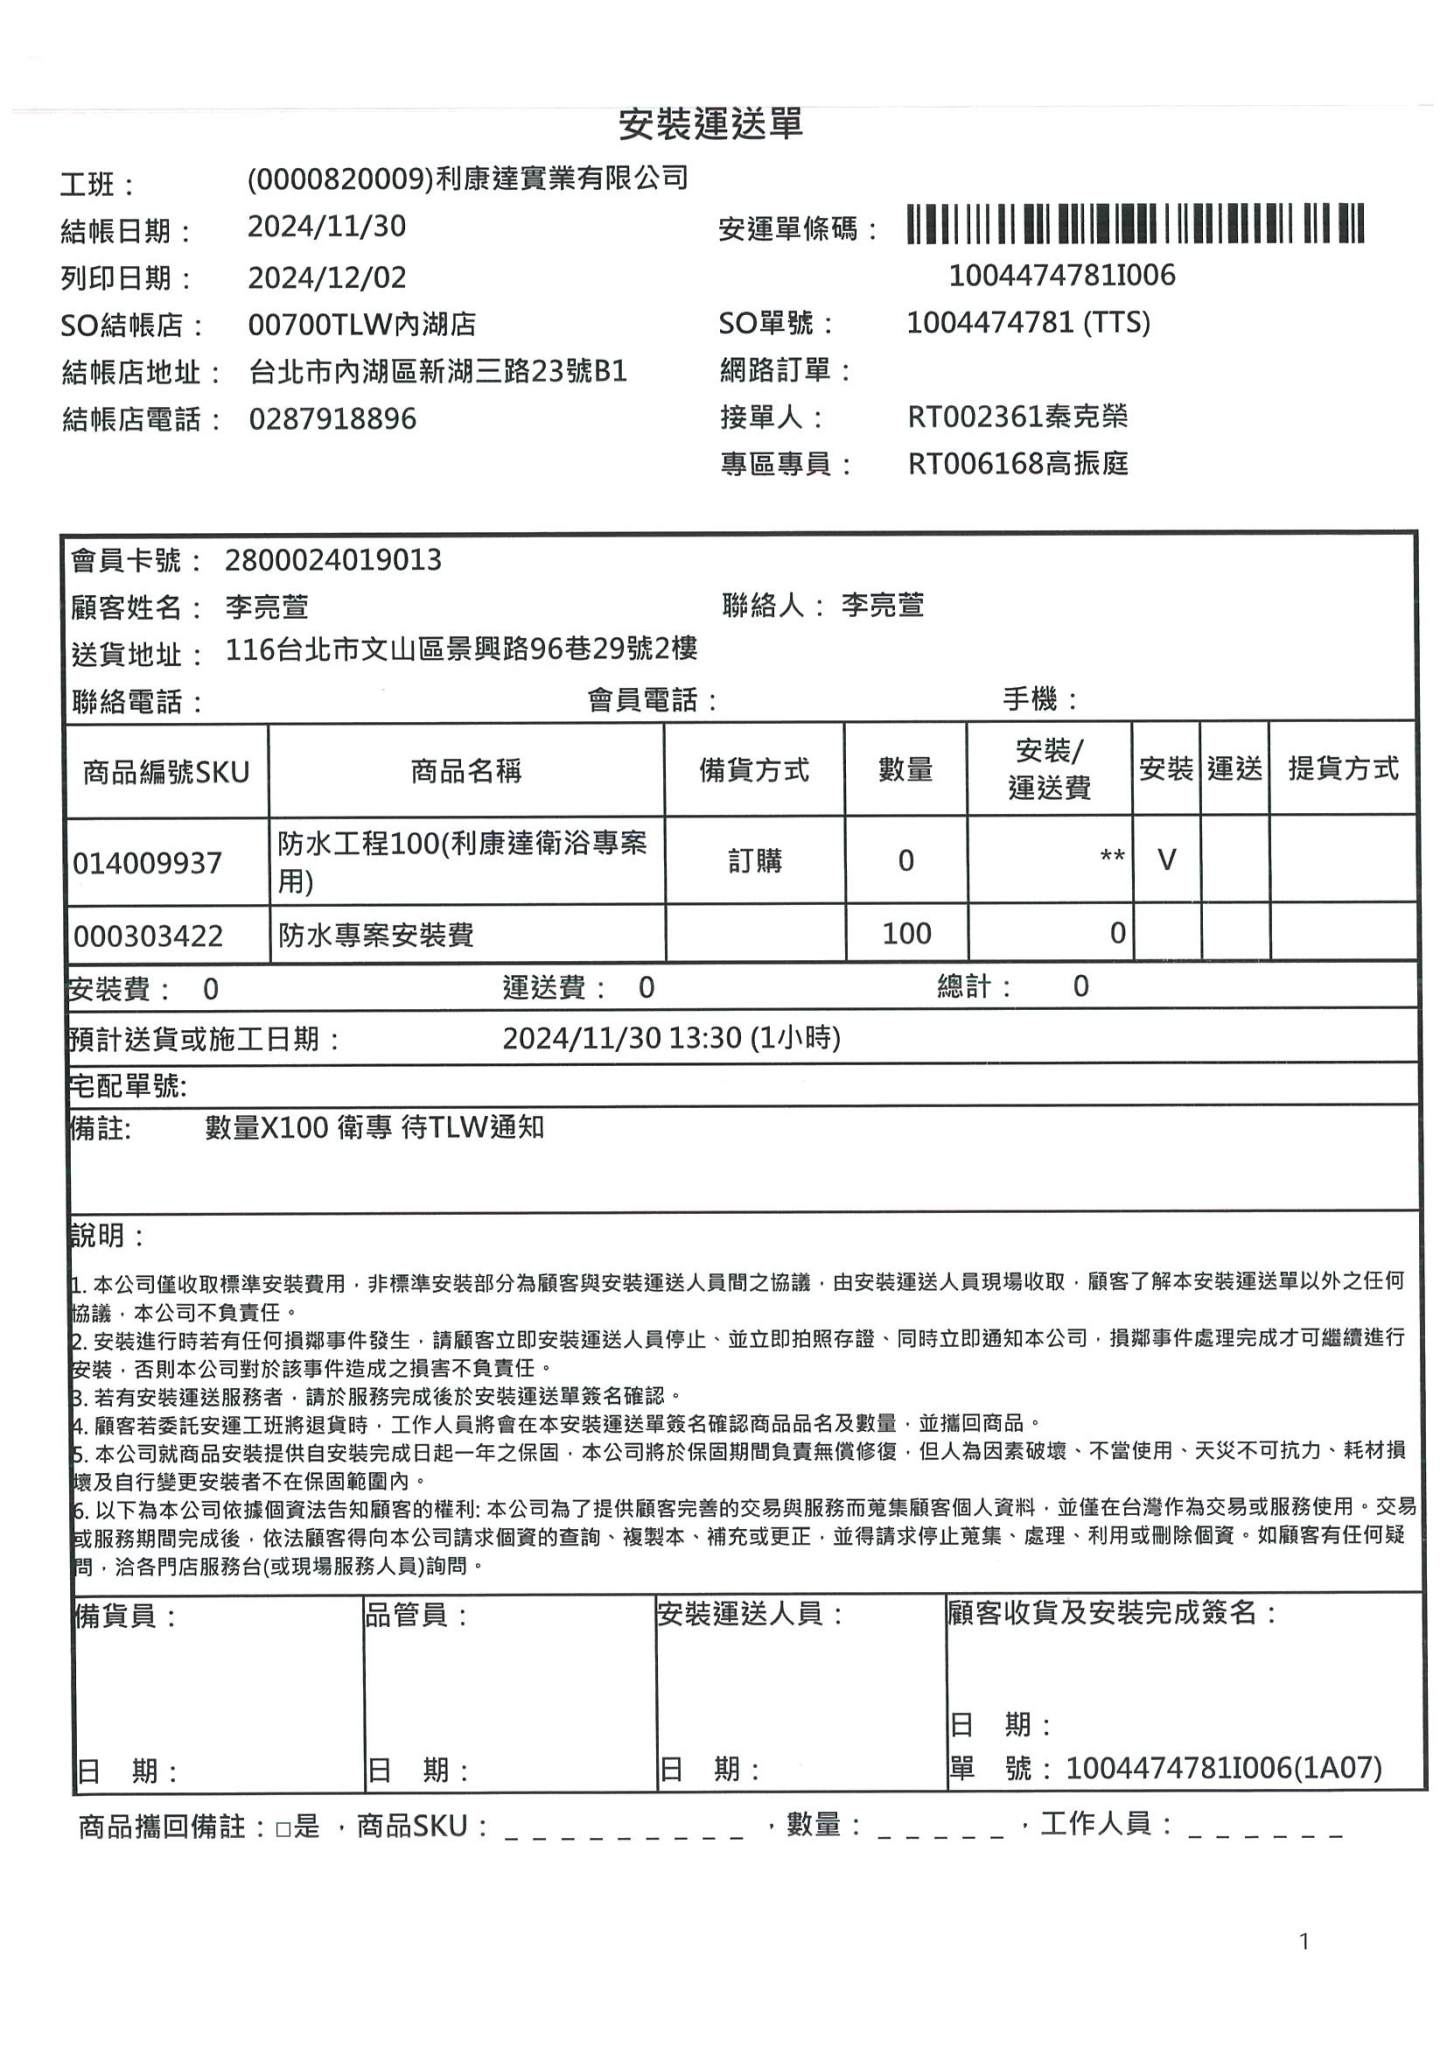 安裝運送單
工班： (0000820009)利康達實業有限公司
結帳日期： 2024/11/30 安運單條碼：
列印日期： 2024/12/02 1004474781I006
SO結帳店： 00700TLW內湖店 SO單號： 1004474781 (TTS)
結帳店地址： 台北市內湖區新湖三路23號B1 網路訂單：
結帳店電話： 0287918896 接單人： RT002361秦克榮
專區專員： RT006168高振庭
會員卡號： 2800024019013
顧客姓名： 李亮萱 聯絡人： 李亮萱
送貨地址： 116台北市文山區景興路96巷29號2樓
聯絡電話： 會員電話： 手機：
商品編號SKU 商品名稱 備貨方式 數量 安裝/運送費 安裝 運送 提貨方式
014009937 防水工程100(利康達衛浴專案用) 訂購 0 ** V
000303422 防水專案安裝費 100 0
安裝費： 0 運送費： 0 總計： 0
預計送貨或施工日期： 2024/11/30 13:30 (1小時)
宅配單號:
備註: 數量X100 衛專 待TLW通知
說明：
1. 本公司僅收取標準安裝費用，非標準安裝部分為顧客與安裝運送人員間之協議，由安裝運送人員現場收取，顧客了解本安裝運送單以外之任何
協議，本公司不負責任。
2. 安裝進行時若有任何損鄰事件發生，請顧客立即安裝運送人員停止、並立即拍照存證、同時立即通知本公司，損鄰事件處理完成才可繼續進行
安裝，否則本公司對於該事件造成之損害不負責任。
3. 若有安裝運送服務者，請於服務完成後於安裝運送單簽名確認。
4. 顧客若委託安運工班將退貨時，工作人員將會在本安裝運送單簽名確認商品品名及數量，並攜回商品。
5. 本公司就商品安裝提供自安裝完成日起一年之保固，本公司將於保固期間負責無償修復，但人為因素破壞、不當使用、天災不可抗力、耗材損
壞及自行變更安裝者不在保固範圍內。
6. 以下為本公司依據個資法告知顧客的權利: 本公司為了提供顧客完善的交易與服務而蒐集顧客個人資料，並僅在台灣作為交易或服務使用。交易
或服務期間完成後，依法顧客得向本公司請求個資的查詢、複製本、補充或更正，並得請求停止蒐集、處理、利用或刪除個資。如顧客有任何疑
問，洽各門店服務台(或現場服務人員)詢問。
備貨員： 品管員： 安裝運送人員： 顧客收貨及安裝完成簽名：
日 期：
日 期： 日 期： 日 期： 單 號：1004474781I006(1A07)
商品攜回備註：□是 ，商品SKU：_ _ _ _ _ _ _ _ _ ，數量：_ _ _ _ _ ，工作人員：_ _ _ _ _ _
1